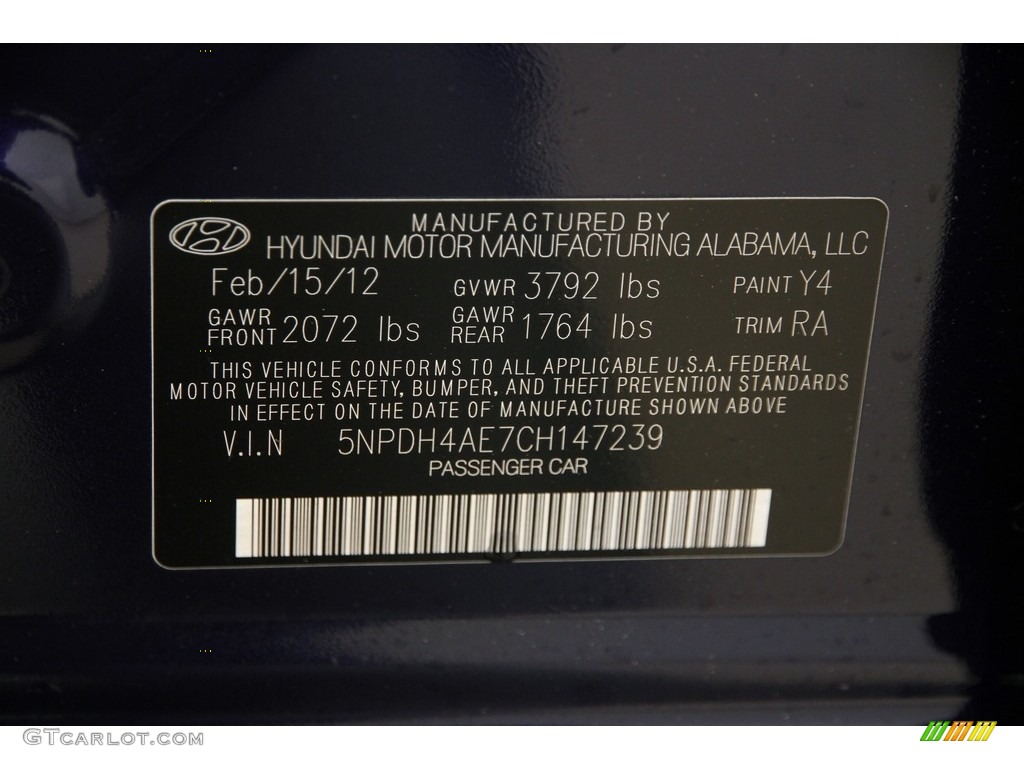 MANUFACTURED BY
HYUNDAI MOTOR MANUFACTURING ALABAMA, LLC
Feb/15/12 GVWR 3792 lbs PAINT Y4
GAWR FRONT 2072 lbs GAWR REAR 1764 lbs TRIM RA
THIS VEHICLE CONFORMS TO ALL APPLICABLE U.S.A. FEDERAL
MOTOR VEHICLE SAFETY, BUMPER, AND THEFT PREVENTION STANDARDS
IN EFFECT ON THE DATE OF MANUFACTURE SHOWN ABOVE
V.I.N 5NPDH4AE7CH147239
PASSENGER CAR
GTCARLOT.COM